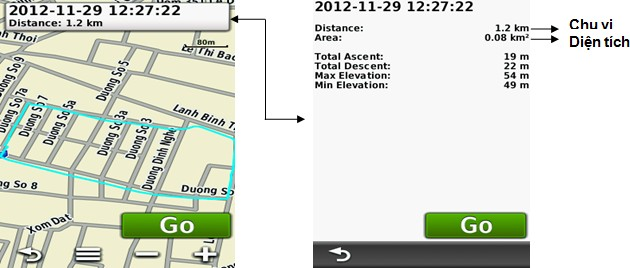 2012-11-29 12:27:22
Distance: 1.2 km
80m
Le Thi Bac
Duong So 9
Duong So 7a
Duong So 7
Duong So 5a
Duong So 5
Duong So 3a
Duong So 3
Duong Dinh Nghe
Lanh Binh T
Duong So 8
Duong So
Xom Dat
Go
2012-11-29 12:27:22
Distance: 1.2 km
Area: 0.08 km²
Total Ascent: 19 m
Total Descent: 22 m
Max Elevation: 54 m
Min Elevation: 49 m
Go
Chu vi
Diện tích